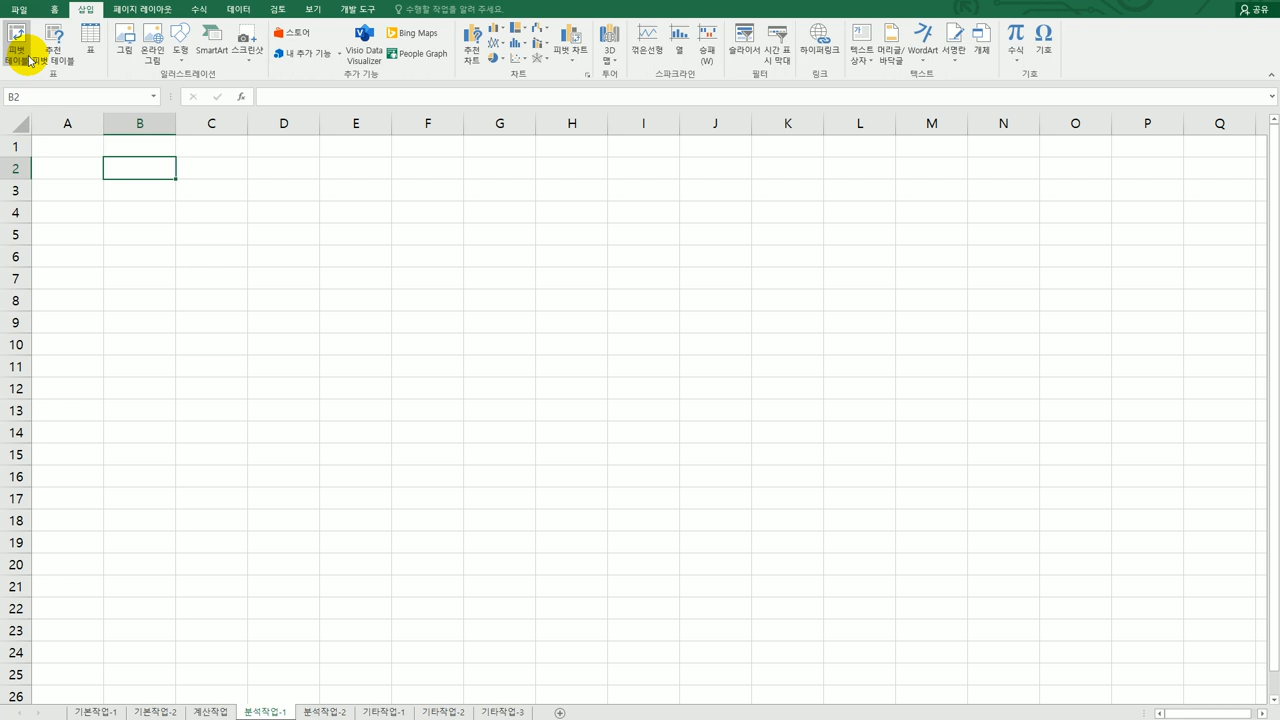 파일 홈 삽입 페이지 레이아웃 수식 데이터 검토 보기 개발 도구 수행할 작업을 알려 주세요. 공유
피벗 테이블 추천 피벗 테이블 표
표
그림 온라인 그림 도형 SmartArt 스크린샷
일러스트레이션
스토어
내 추가 기능
Visio Data Visualizer
Bing Maps
People Graph
추가 기능
추천 차트 피벗 차트
차트
3D 맵
투어
꺾은선형 열 승패 (W)
스파크라인
슬라이서 시간 표시 막대
필터
하이퍼링크
링크
텍스트 상자 머리글/바닥글 WordArt 서명란 개체
텍스트
π 수식 Ω 기호
기호
B2 fx
A B C D E F G H I J K L M N O P Q
1
2
3
4
5
6
7
8
9
10
11
12
13
14
15
16
17
18
19
20
21
22
23
24
25
26
기본작업-1 기본작업-2 계산작업 분석작업-1 분석작업-2 기타작업-1 기타작업-2 기타작업-3